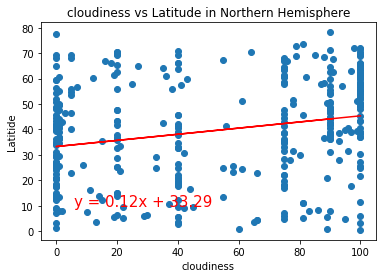 cloudiness vs Latitude in Northern Hemisphere
80
70
60
50
40
30
20
10
0
Latitide
y = 0.12x + 33.29
0 20 40 60 80 100
cloudiness